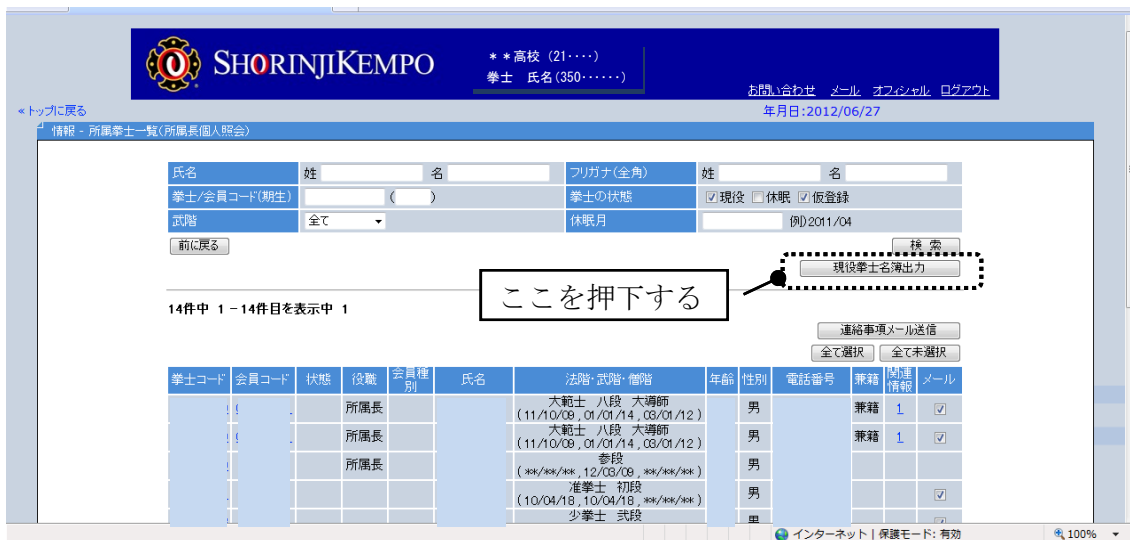 SHORINJIKEMPO
**高校 (21‥‥)
拳士 氏名(350‥‥‥)
お問い合わせ メール オフィシャル ログアウト
«トップに戻る
年月日:2012/06/27
情報 - 所属拳士一覧(所属長個人照会)
氏名 姓 名 フリガナ(全角) 姓 名
拳士/会員コード(期生) ( ) 拳士の状態 現役 休眠 仮登録
武階 全て 休眠月 例)2011/04
前に戻る 検 索
現役拳士名簿出力
ここを押下する
14件中 1 - 14件目を表示中 1
連絡事項メール送信
全て選択 全て未選択
拳士コード 会員コード 状態 役職 会員種別 氏名 法階・武階・僧階 年齢 性別 電話番号 兼籍 関連情報 メール
所属長 大範士 八段 大導師 男 兼籍 1
(11/10/09 , 01/01/14 , 03/01/12)
所属長 大範士 八段 大導師 男 兼籍 1
(11/10/09 , 01/01/14 , 03/01/12)
所属長 参段 男
(**/**/** , 12/03/09 , **/**/**)
准拳士 初段 男
(10/04/18 , 10/04/18 , **/**/**)
少拳士 弐段 男
インターネット | 保護モード: 有効 100%